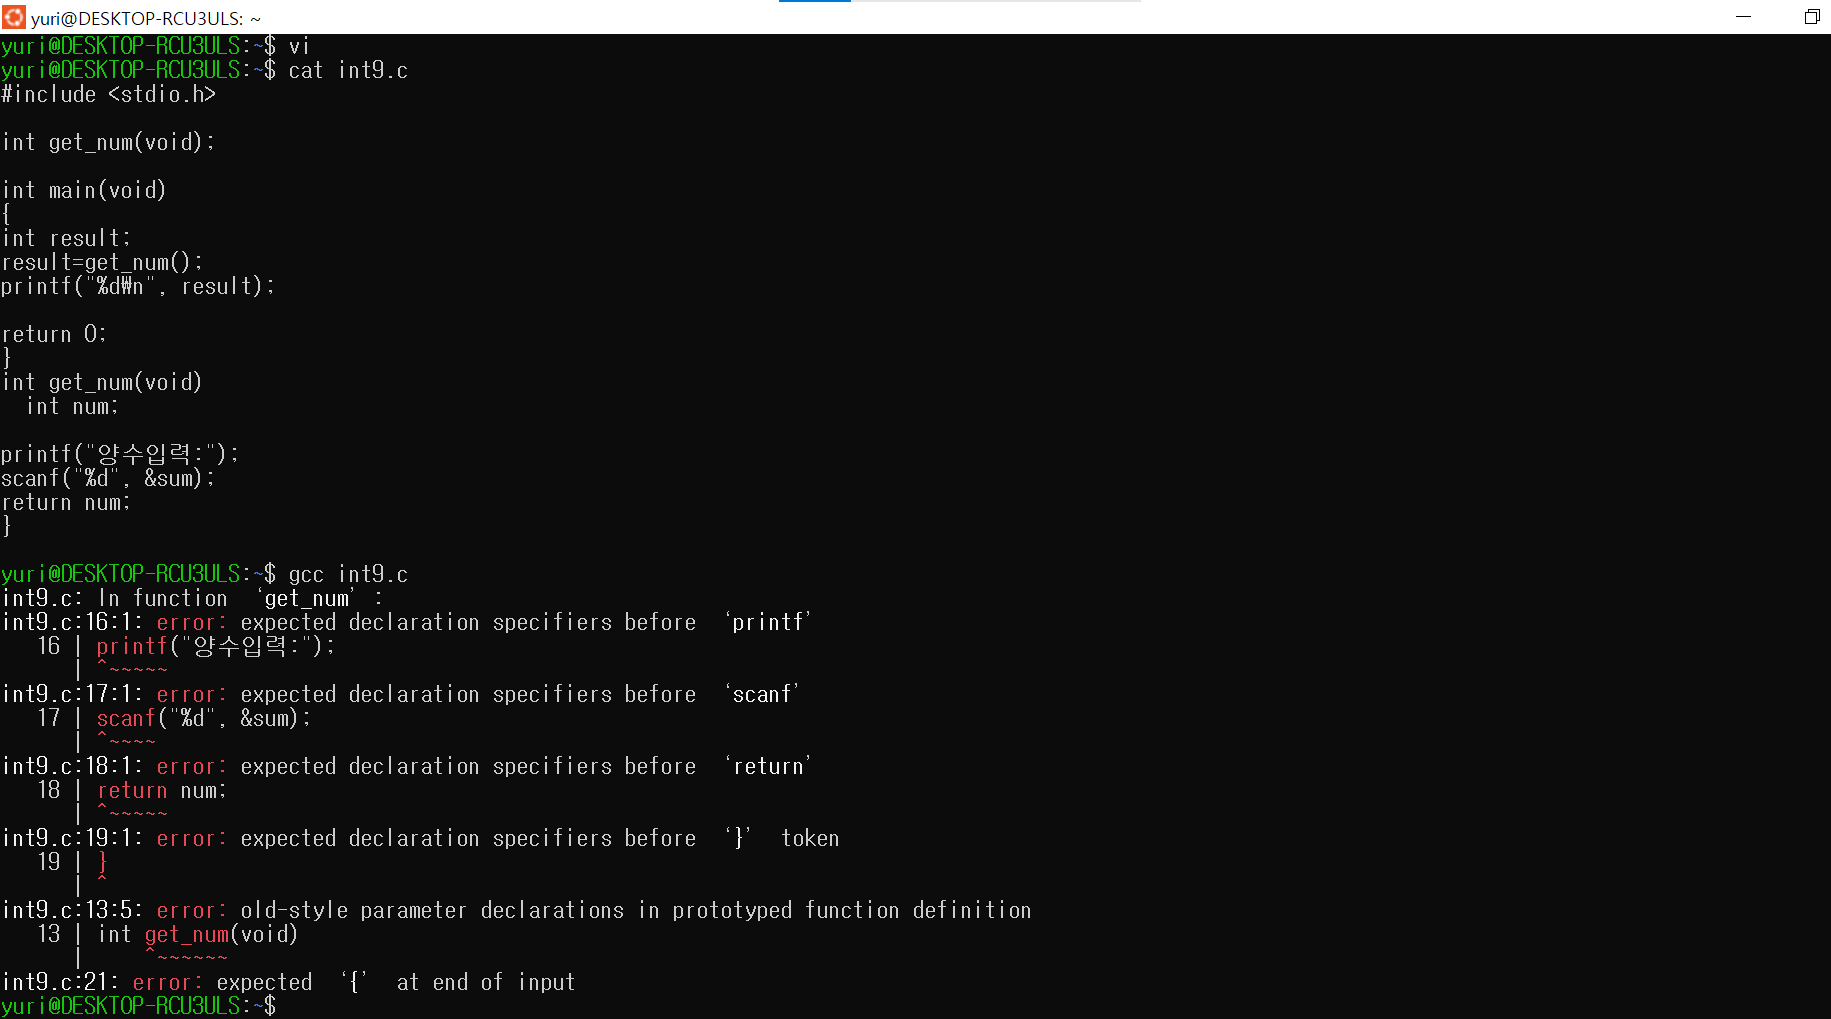 yuri@DESKTOP-RCU3ULS: ~
yuri@DESKTOP-RCU3ULS:~$ vi
yuri@DESKTOP-RCU3ULS:~$ cat int9.c
#include <stdio.h>
int get_num(void);
int main(void)
{
int result;
result=get_num();
printf("%d₩n", result);
return 0;
}
int get_num(void)
  int num;
printf("양수입력:");
scanf("%d", &sum);
return num;
}
yuri@DESKTOP-RCU3ULS:~$ gcc int9.c
int9.c: In function ‘get_num’ :
int9.c:16:1: error: expected declaration specifiers before ‘printf’
   16 | printf("양수입력:");
      | ^~~~~~
int9.c:17:1: error: expected declaration specifiers before ‘scanf’
   17 | scanf("%d", &sum);
      | ^~~~~
int9.c:18:1: error: expected declaration specifiers before ‘return’
   18 | return num;
      | ^~~~~~
int9.c:19:1: error: expected declaration specifiers before ‘}’ token
   19 | }
      | ^
int9.c:13:5: error: old-style parameter declarations in prototyped function definition
   13 | int get_num(void)
      |     ^~~~~~~
int9.c:21: error: expected ‘{’ at end of input
yuri@DESKTOP-RCU3ULS:~$